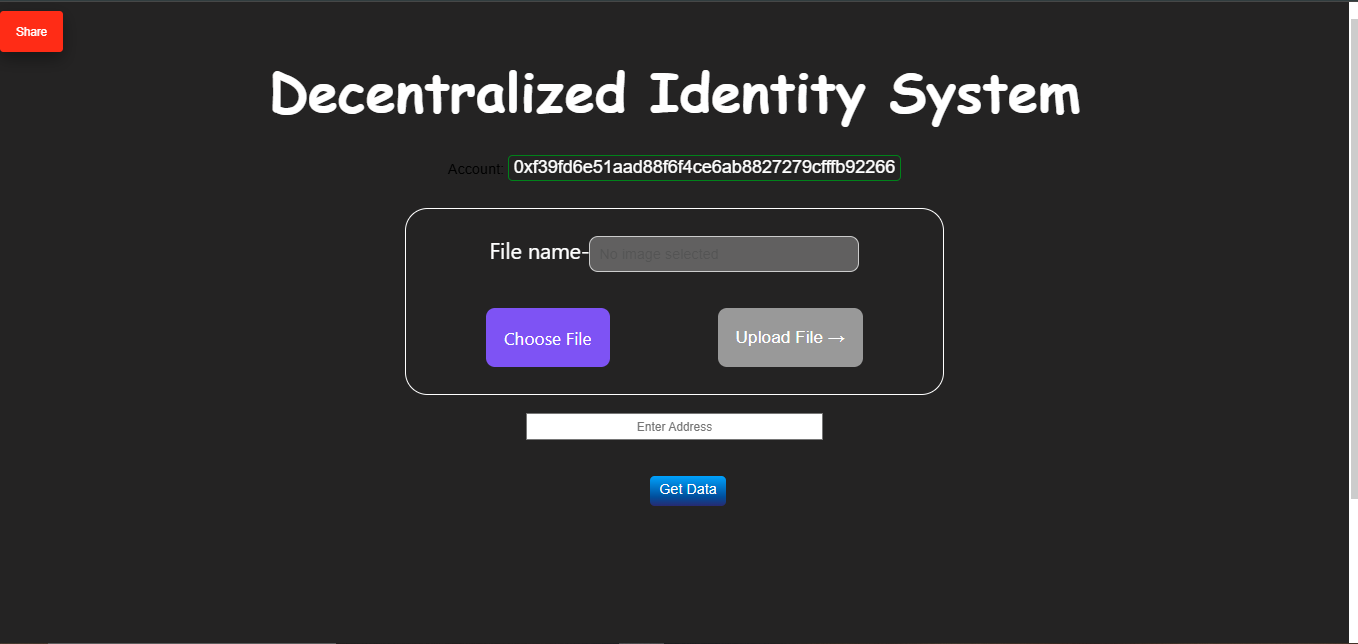 Share
Decentralized Identity System
Account: 0xf39fd6e51aad88f6f4ce6ab8827279cfffb92266
File name- No image selected
Choose File Upload File →
Enter Address
Get Data